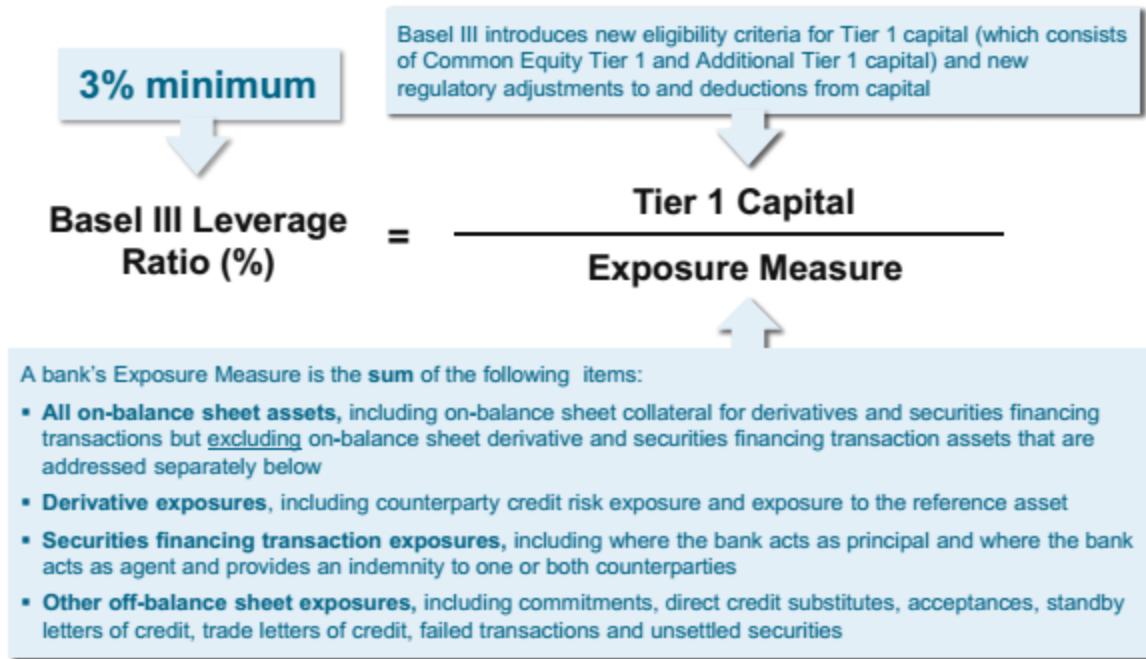 3% minimum
Basel III introduces new eligibility criteria for Tier 1 capital (which consists
of Common Equity Tier 1 and Additional Tier 1 capital) and new
regulatory adjustments to and deductions from capital
Basel III Leverage
Ratio (%)
=
Tier 1 Capital
Exposure Measure
A bank's Exposure Measure is the sum of the following items:
▪ All on-balance sheet assets, including on-balance sheet collateral for derivatives and securities financing
transactions but excluding on-balance sheet derivative and securities financing transaction assets that are
addressed separately below
▪ Derivative exposures, including counterparty credit risk exposure and exposure to the reference asset
▪ Securities financing transaction exposures, including where the bank acts as principal and where the bank
acts as agent and provides an indemnity to one or both counterparties
▪ Other off-balance sheet exposures, including commitments, direct credit substitutes, acceptances, standby
letters of credit, trade letters of credit, failed transactions and unsettled securities